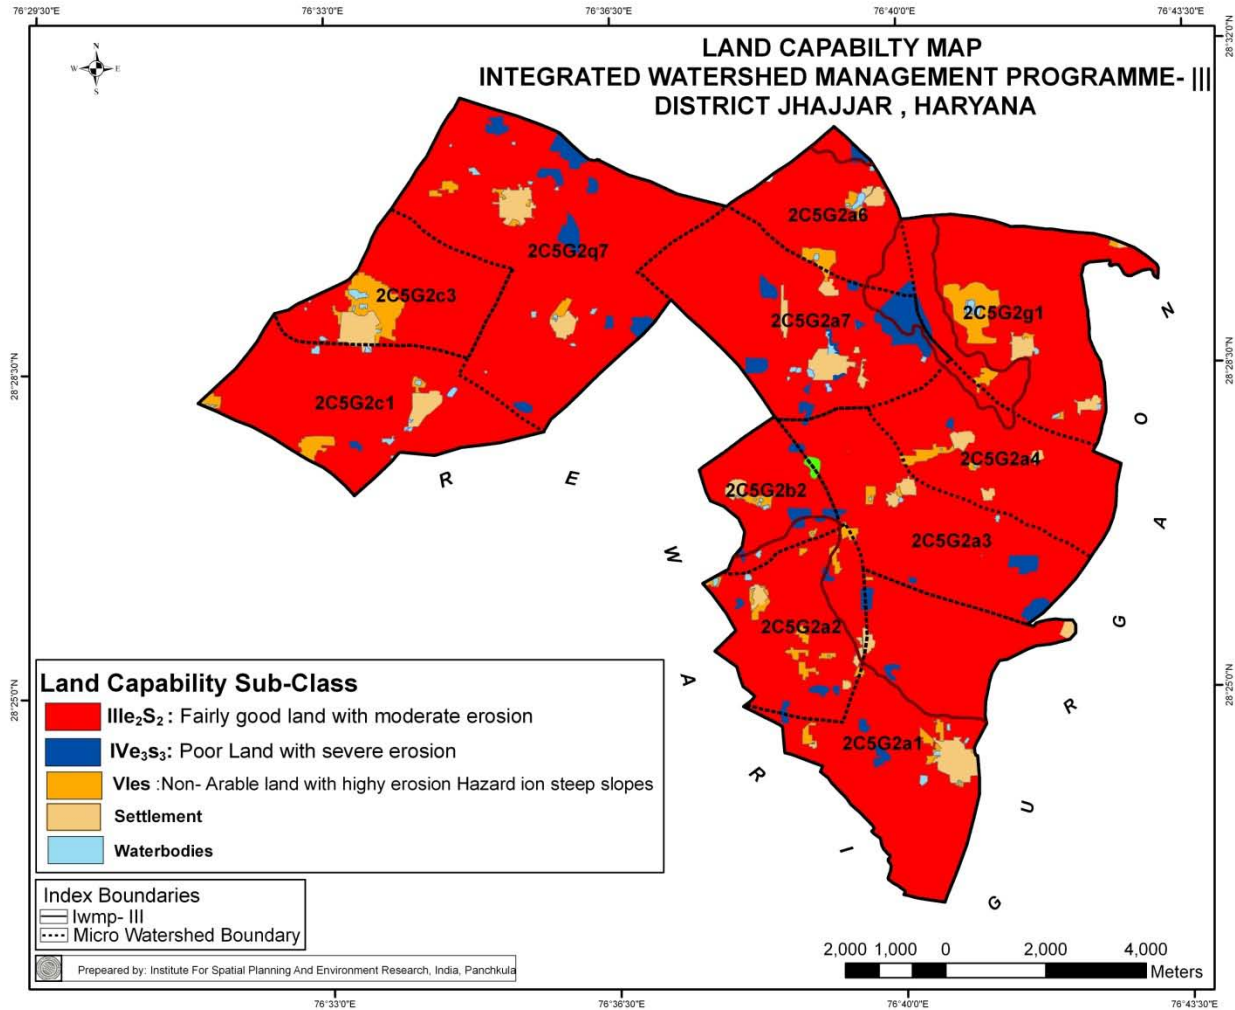 76°29'30"E 76°33'0"E 76°36'30"E 76°40'0"E 76°43'30"E
28°32'0"N
N
W E
S
LAND CAPABILTY MAP
INTEGRATED WATERSHED MANAGEMENT PROGRAMME- III
DISTRICT JHAJJAR , HARYANA
2C5G2a6
2C5G2q7
2C5G2c3
2C5G2a7
2C5G2g1
28°28'30"N 28°28'30"N
2C5G2c1
2C5G2a4
2C5G2b2
2C5G2a3
2C5G2a2
2C5G2a1
R E W A R I
G U R G A O N
28°25'0"N 28°25'0"N
Land Capability Sub-Class
IIIe₂S₂ : Fairly good land with moderate erosion
IVe₃s₃: Poor Land with severe erosion
VIes :Non- Arable land with highy erosion Hazard ion steep slopes
Settlement
Waterbodies
Index Boundaries
Iwmp- III
Micro Watershed Boundary
Prepeared by: Institute For Spatial Planning And Environment Research, India, Panchkula
2,000 1,000 0 2,000 4,000
Meters
76°33'0"E 76°36'30"E 76°40'0"E 76°43'30"E